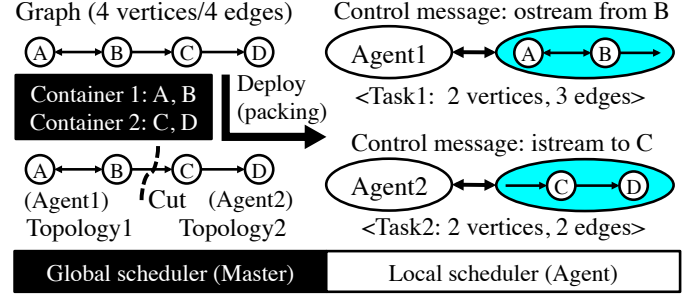 Graph (4 vertices/4 edges)
A B C D
Container 1: A, B
Container 2: C, D
Deploy
(packing)
A B C D
(Agent1) Cut (Agent2)
Topology1 Topology2
Control message: ostream from B
Agent1 A B
<Task1: 2 vertices, 3 edges>
Control message: istream to C
Agent2 C D
<Task2: 2 vertices, 2 edges>
Global scheduler (Master) Local scheduler (Agent)